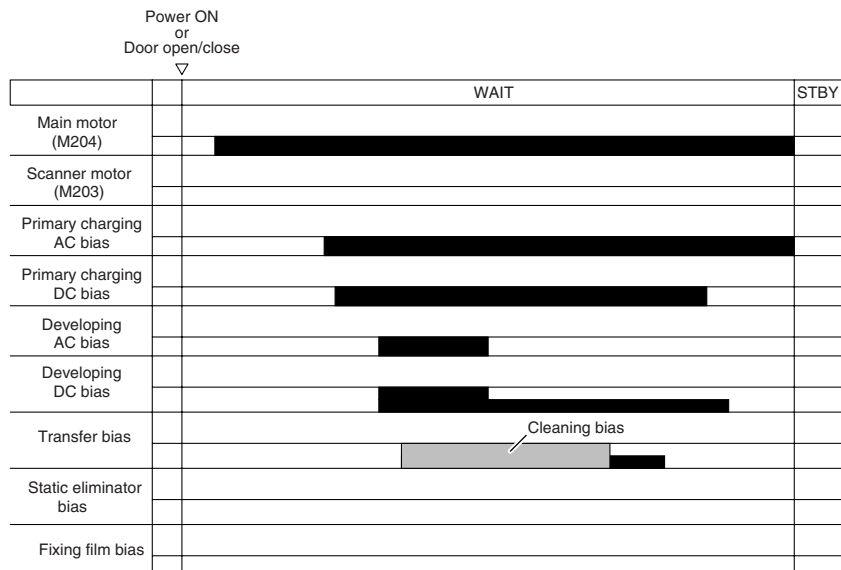 Power ON
or
Door open/close
WAIT
STBY
Main motor
(M204)
Scanner motor
(M203)
Primary charging
AC bias
Primary charging
DC bias
Developing
AC bias
Developing
DC bias
Transfer bias
Cleaning bias
Static eliminator
bias
Fixing film bias